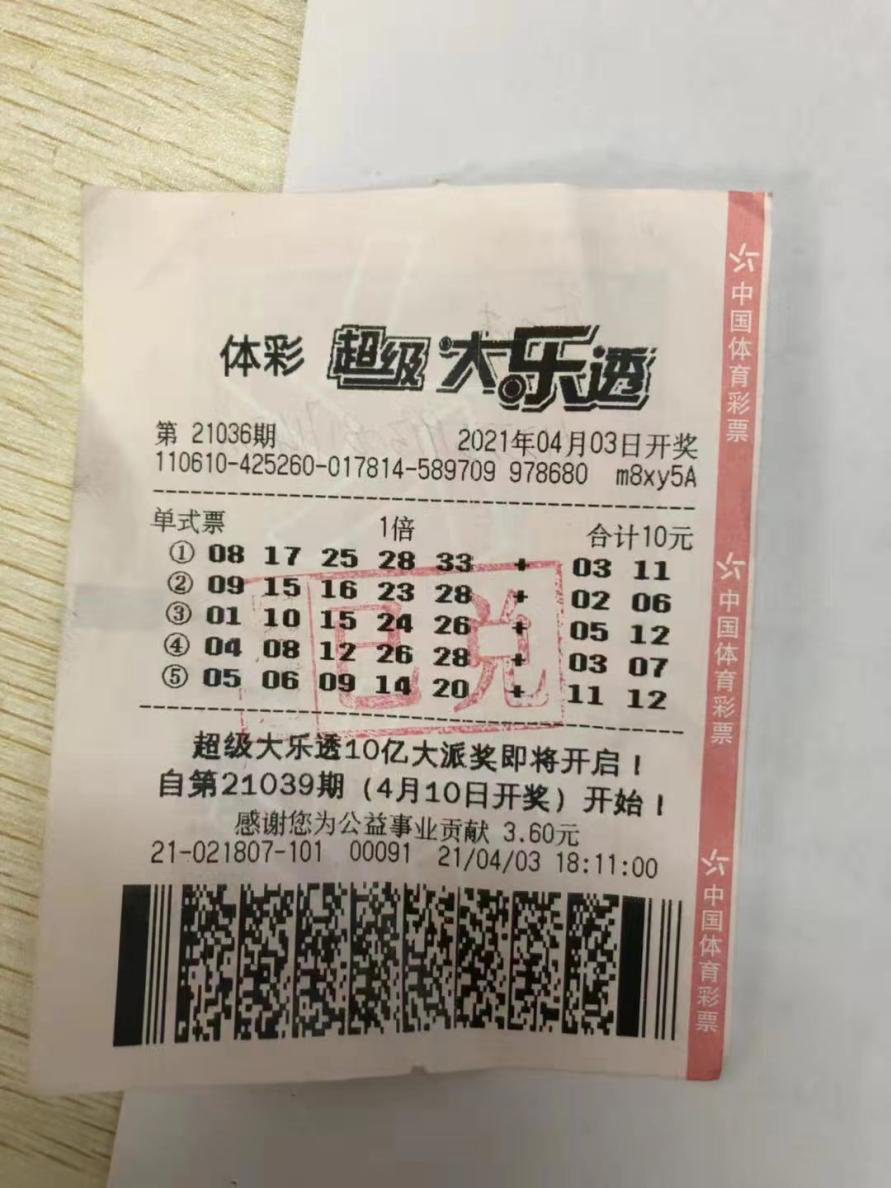 体彩 超级大乐透
第 21036期 2021年04月03日开奖
110610-425260-017814-589709 978680 m8xy5A
单式票 1倍 合计10元
① 08 17 25 28 33 + 03 11
② 09 15 16 23 28 + 02 06
③ 01 10 15 24 26 + 05 12
④ 04 08 12 26 28 + 03 07
⑤ 05 06 09 14 20 + 11 12
已兑
超级大乐透10亿大派奖即将开启！
自第21039期（4月10日开奖）开始！
感谢您为公益事业贡献 3.60元
21-021807-101 00091 21/04/03 18:11:00
中国体育彩票
中国体育彩票
中国体育彩票